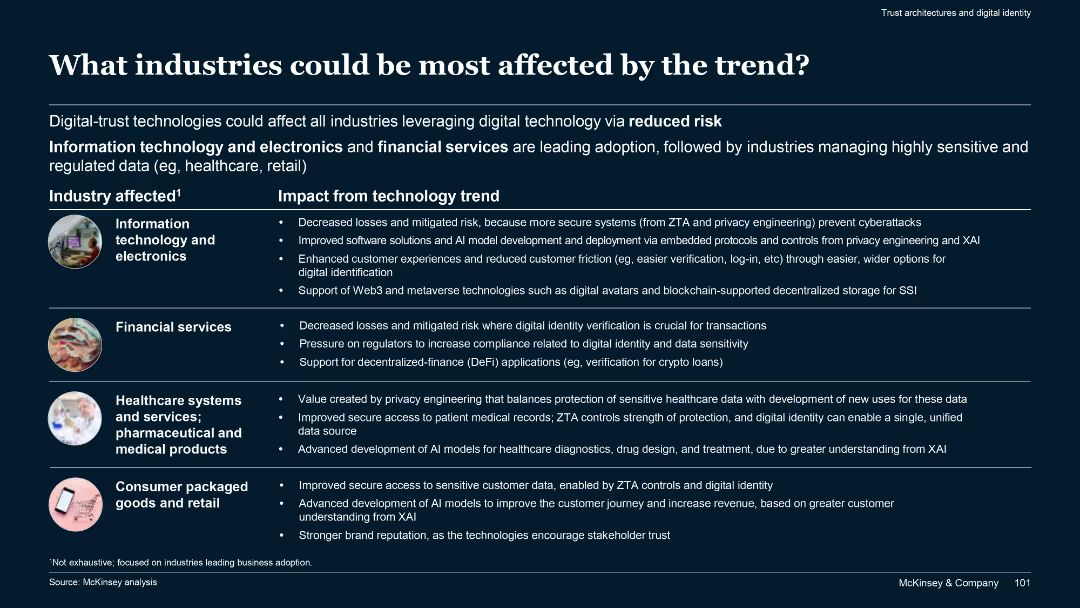 Trust architectures and digital identity
What industries could be most affected by the trend?
Digital-trust technologies could affect all industries leveraging digital technology via reduced risk
Information technology and electronics and financial services are leading adoption, followed by industries managing highly sensitive and
regulated data (eg, healthcare, retail)
Industry affected¹
Impact from technology trend
Information
technology and
electronics
• Decreased losses and mitigated risk, because more secure systems (from ZTA and privacy engineering) prevent cyberattacks
• Improved software solutions and AI model development and deployment via embedded protocols and controls from privacy engineering and XAI
• Enhanced customer experiences and reduced customer friction (eg, easier verification, log-in, etc) through easier, wider options for
digital identification
• Support of Web3 and metaverse technologies such as digital avatars and blockchain-supported decentralized storage for SSI
Financial services
• Decreased losses and mitigated risk where digital identity verification is crucial for transactions
• Pressure on regulators to increase compliance related to digital identity and data sensitivity
• Support for decentralized-finance (DeFi) applications (eg, verification for crypto loans)
Healthcare systems
and services;
pharmaceutical and
medical products
• Value created by privacy engineering that balances protection of sensitive healthcare data with development of new uses for these data
• Improved secure access to patient medical records; ZTA controls strength of protection, and digital identity can enable a single, unified
data source
• Advanced development of AI models for healthcare diagnostics, drug design, and treatment, due to greater understanding from XAI
Consumer packaged
goods and retail
• Improved secure access to sensitive customer data, enabled by ZTA controls and digital identity
• Advanced development of AI models to improve the customer journey and increase revenue, based on greater customer
understanding from XAI
• Stronger brand reputation, as the technologies encourage stakeholder trust
¹Not exhaustive; focused on industries leading business adoption.
Source: McKinsey analysis
McKinsey & Company 101